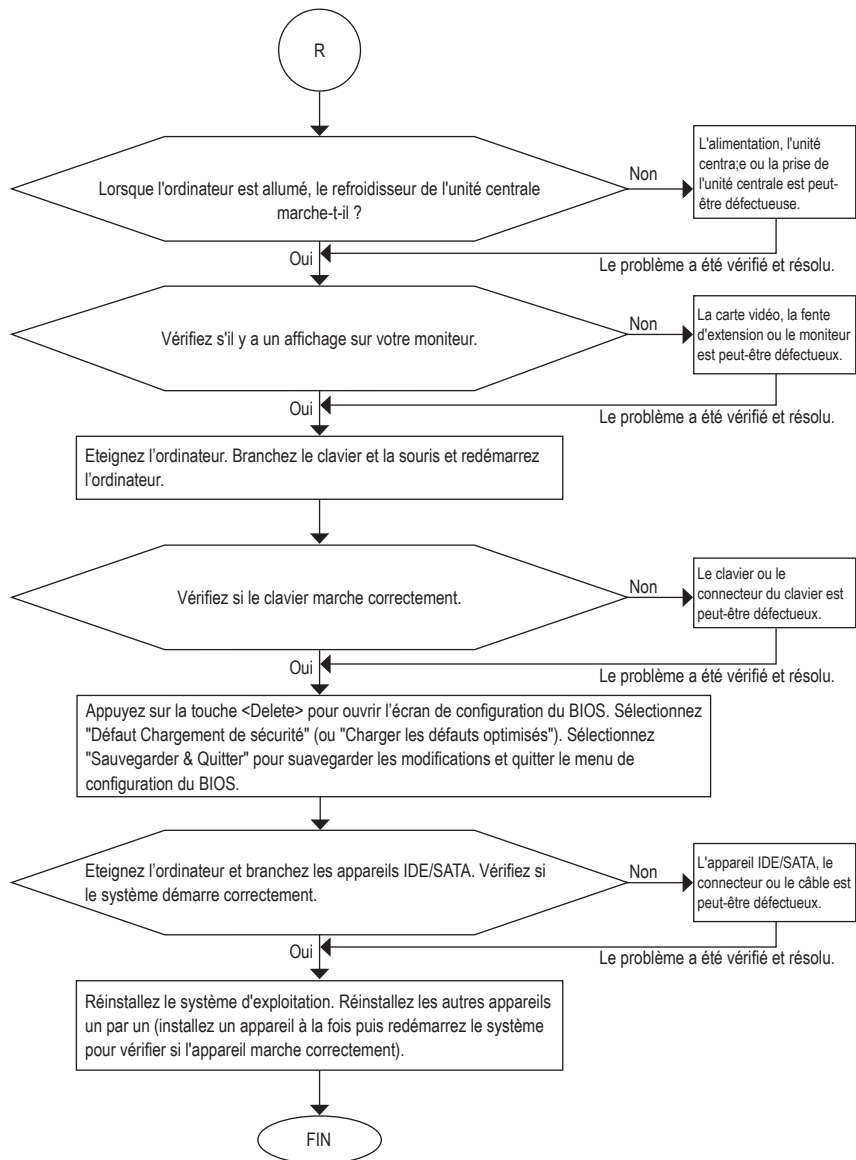 R
Lorsque l'ordinateur est allumé, le refroidisseur de l'unité centrale
marche-t-il ?
Non
L'alimentation, l'unité
centra;e ou la prise de
l'unité centrale est peut-
être défectueuse.
Oui
Le problème a été vérifié et résolu.
Vérifiez s'il y a un affichage sur votre moniteur.
Non
La carte vidéo, la fente
d'extension ou le moniteur
est peut-être défectueux.
Oui
Le problème a été vérifié et résolu.
Eteignez l’ordinateur. Branchez le clavier et la souris et redémarrez
l’ordinateur.
Vérifiez si le clavier marche correctement.
Non
Le clavier ou le
connecteur du clavier est
peut-être défectueux.
Oui
Le problème a été vérifié et résolu.
Appuyez sur la touche <Delete> pour ouvrir l’écran de configuration du BIOS. Sélectionnez
"Défaut Chargement de sécurité" (ou "Charger les défauts optimisés"). Sélectionnez
"Sauvegarder & Quitter" pour suavegarder les modifications et quitter le menu de
configuration du BIOS.
Eteignez l’ordinateur et branchez les appareils IDE/SATA. Vérifiez si
le système démarre correctement.
Non
L'appareil IDE/SATA, le
connecteur ou le câble est
peut-être défectueux.
Oui
Le problème a été vérifié et résolu.
Réinstallez le système d'exploitation. Réinstallez les autres appareils
un par un (installez un appareil à la fois puis redémarrez le système
pour vérifier si l'appareil marche correctement).
FIN